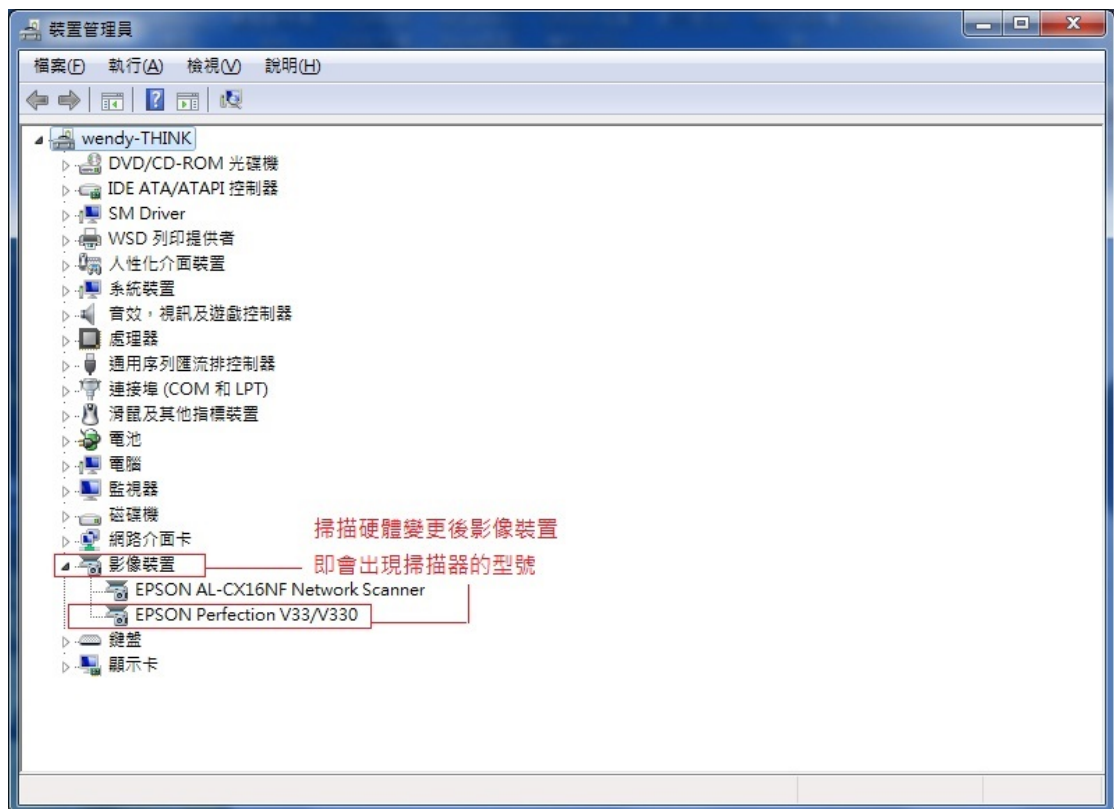 裝置管理員
檔案(F) 執行(A) 檢視(V) 說明(H)
wendy-THINK
DVD/CD-ROM 光碟機
IDE ATA/ATAPI 控制器
SM Driver
WSD 列印提供者
人性化介面裝置
系統裝置
音效，視訊及遊戲控制器
處理器
通用序列匯流排控制器
連接埠 (COM 和 LPT)
滑鼠及其他指標裝置
電池
電腦
監視器
磁碟機
網路介面卡
掃描硬體變更後影像裝置
即會出現掃描器的型號
影像裝置
EPSON AL-CX16NF Network Scanner
EPSON Perfection V33/V330
鍵盤
顯示卡